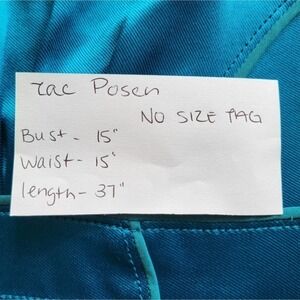 zac Posen
NO SIZE TAG
Bust - 15"
Waist - 15"
length - 37"